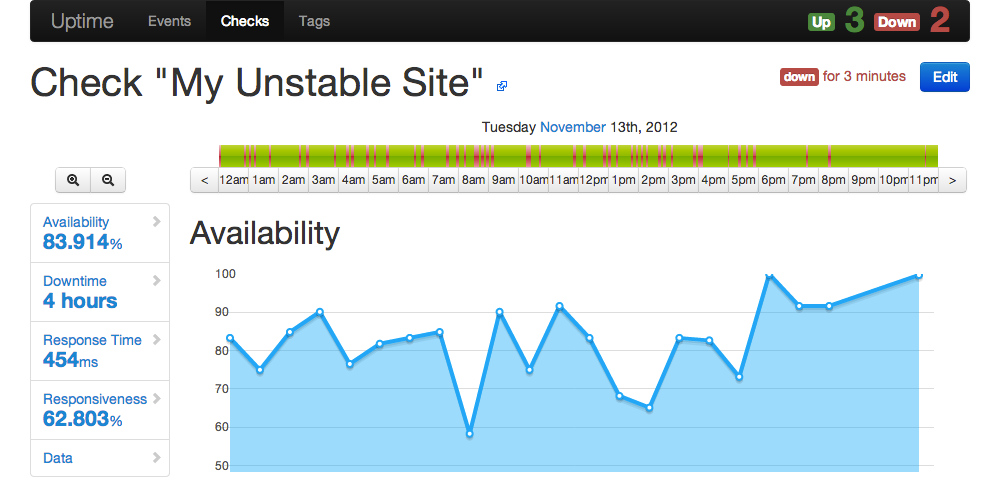 Uptime Events Checks Tags Up 3 Down 2
Check "My Unstable Site" down for 3 minutes Edit
Tuesday November 13th, 2012
< 12am 1am 2am 3am 4am 5am 6am 7am 8am 9am 10am 11am 12pm 1pm 2pm 3pm 4pm 5pm 6pm 7pm 8pm 9pm 10pm 11pm >
Availability
83.914%
Downtime
4 hours
Response Time
454ms
Responsiveness
62.803%
Data
Availability
100
90
80
70
60
50